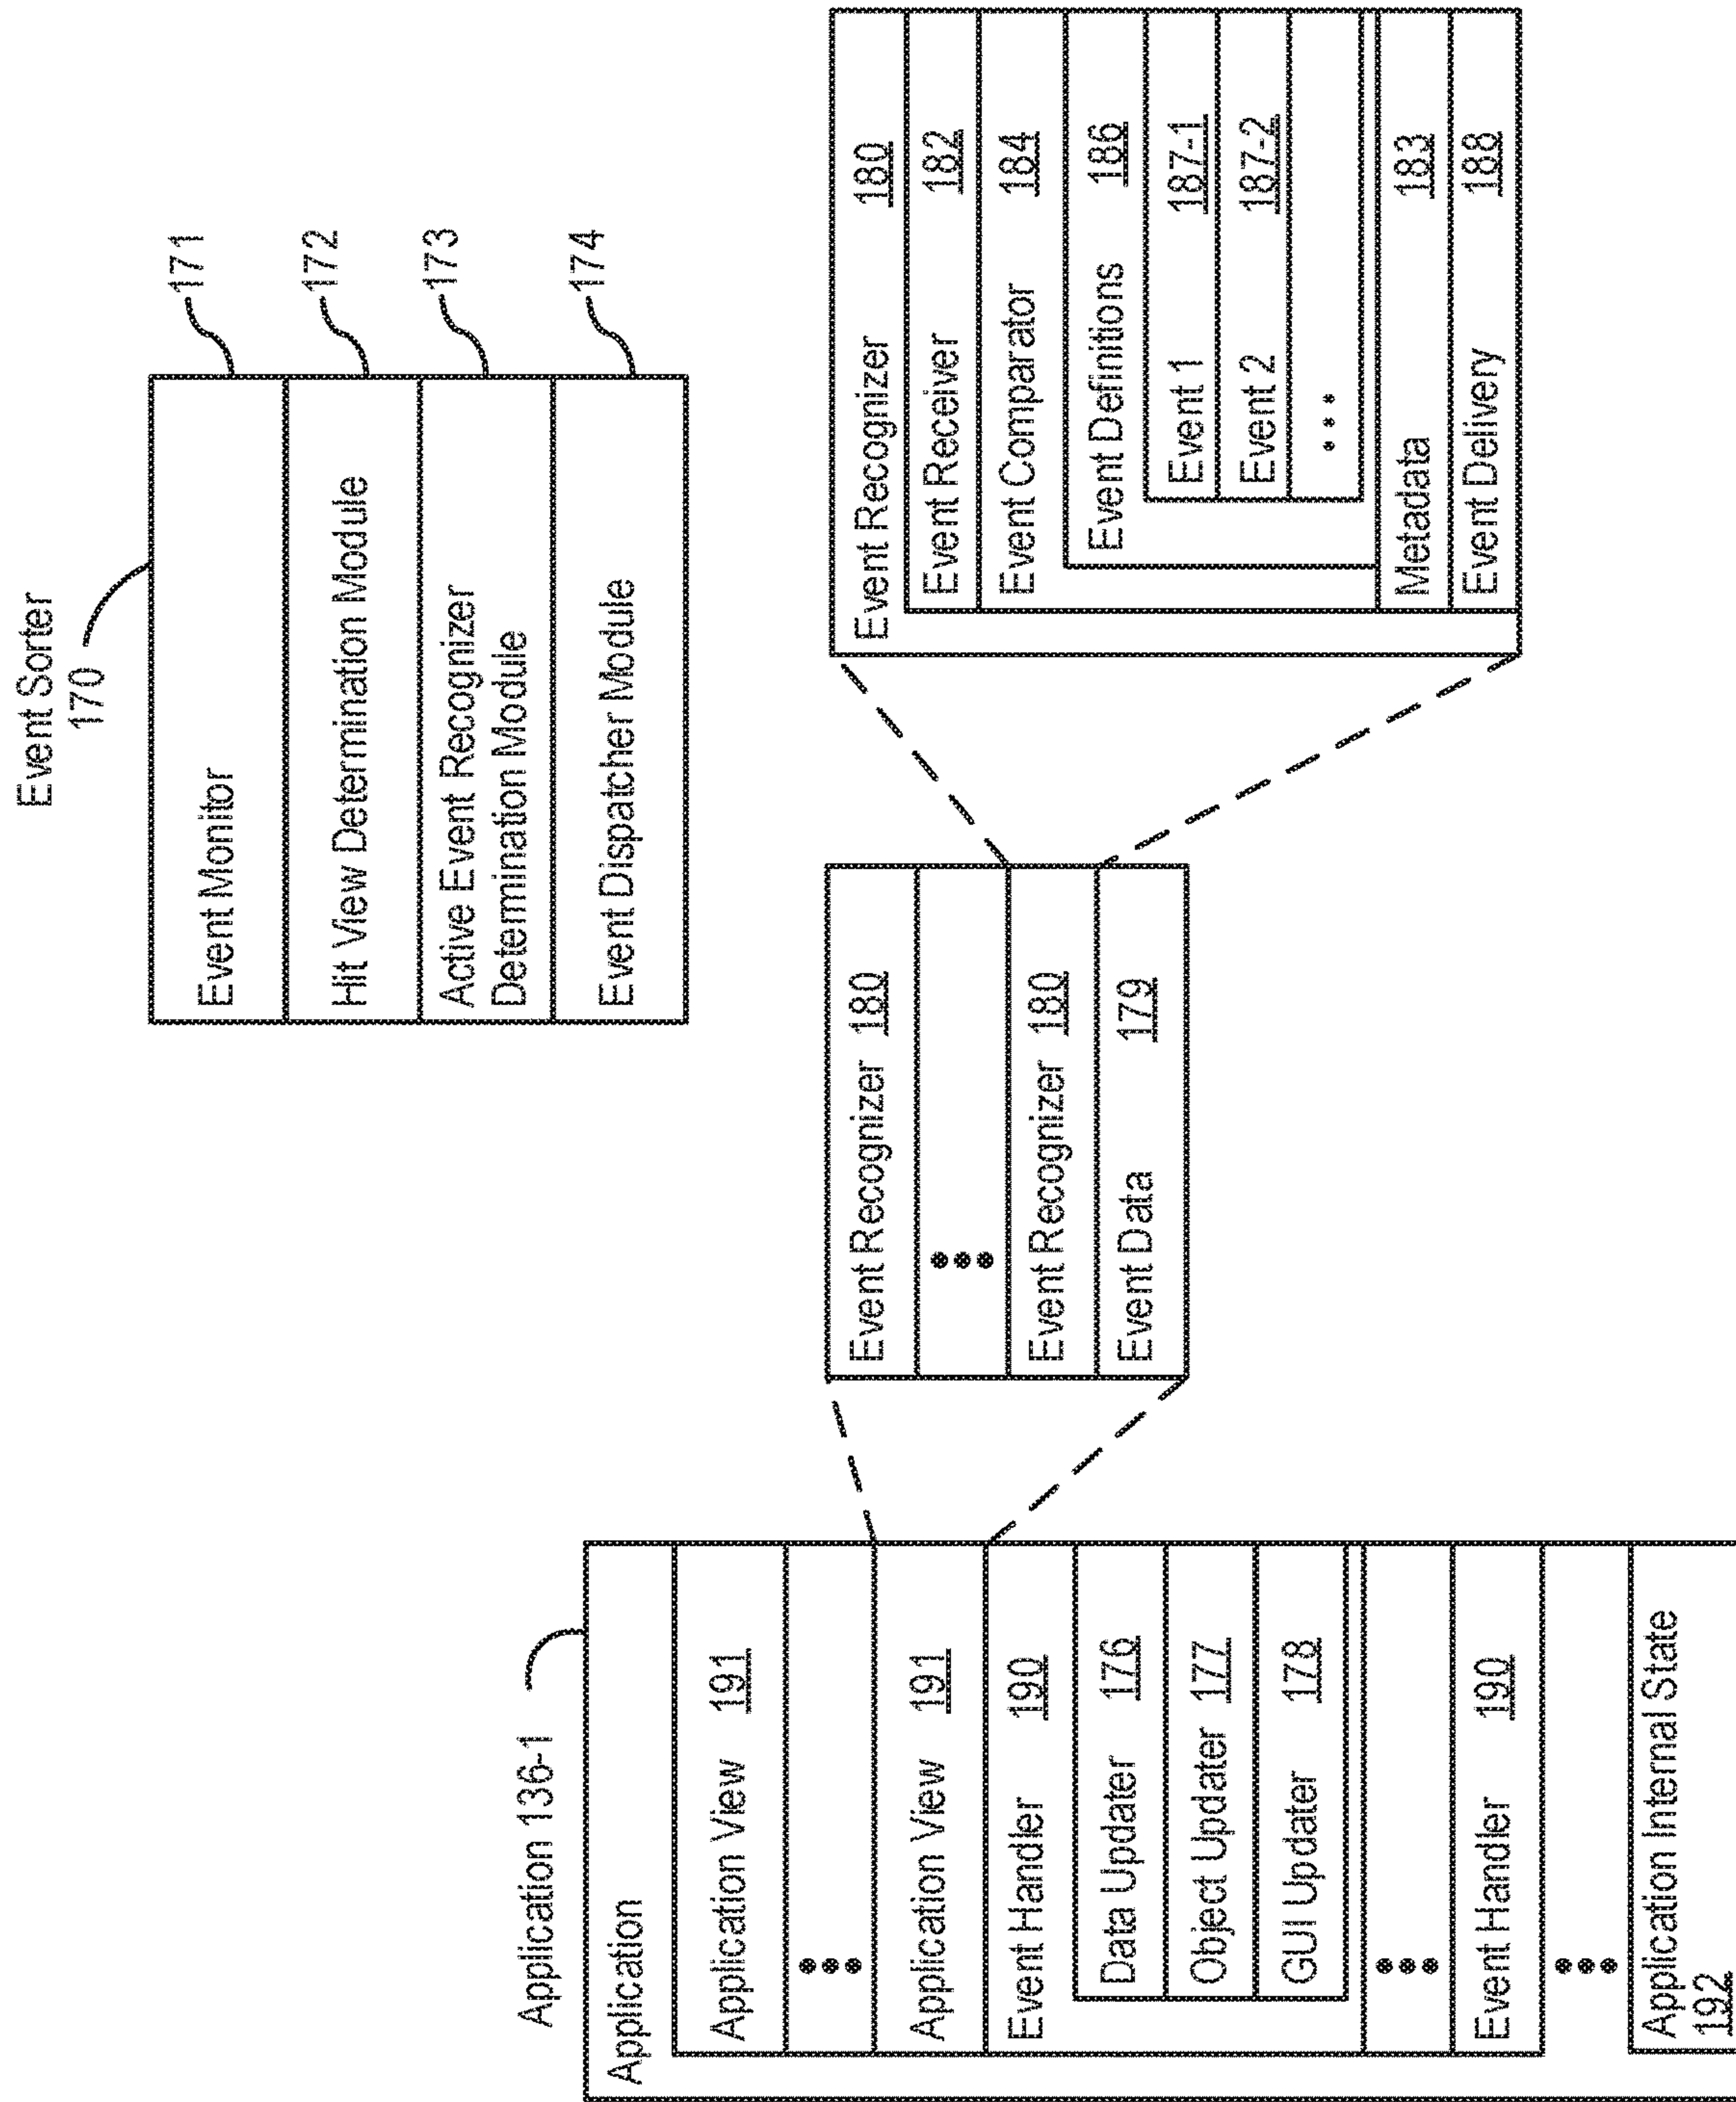 Event Sorter
170
Event Monitor
171
Hit View Determination Module
172
Active Event Recognizer
Determination Module
173
Event Dispatcher Module
174
Application 136-1
Application
Application View 191
Application View 191
Event Handler 190
Data Updater 176
Object Updater 177
GUI Updater 178
Event Handler 190
Application Internal State
192
Event Recognizer 180
Event Recognizer 180
Event Data 179
Event Recognizer 180
Event Receiver 182
Event Comparator 184
Event Definitions 186
Event 1 187-1
Event 2 187-2
Metadata 183
Event Delivery 188